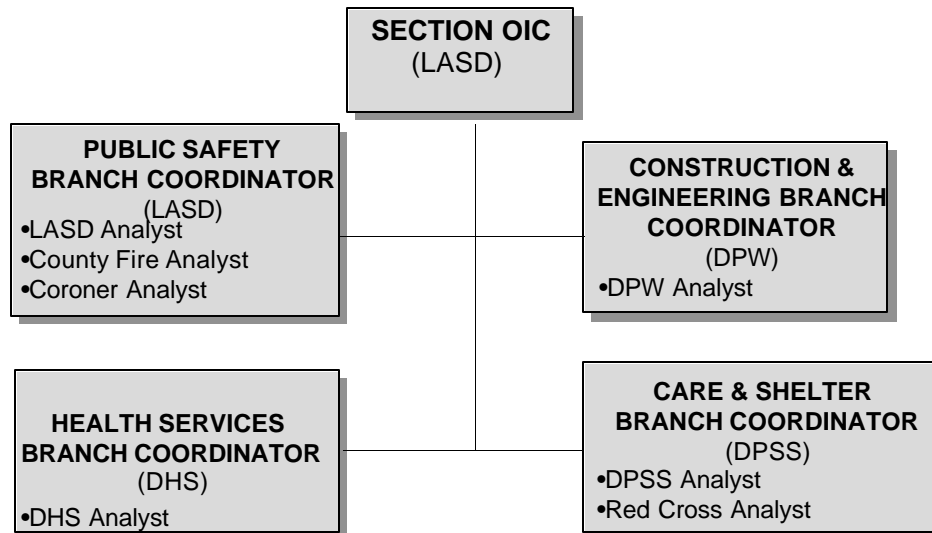 SECTION OIC
(LASD)
PUBLIC SAFETY
BRANCH COORDINATOR
(LASD)
•LASD Analyst
•County Fire Analyst
•Coroner Analyst
CONSTRUCTION &
ENGINEERING BRANCH
COORDINATOR
(DPW)
•DPW Analyst
HEALTH SERVICES
BRANCH COORDINATOR
(DHS)
•DHS Analyst
CARE & SHELTER
BRANCH COORDINATOR
(DPSS)
•DPSS Analyst
•Red Cross Analyst